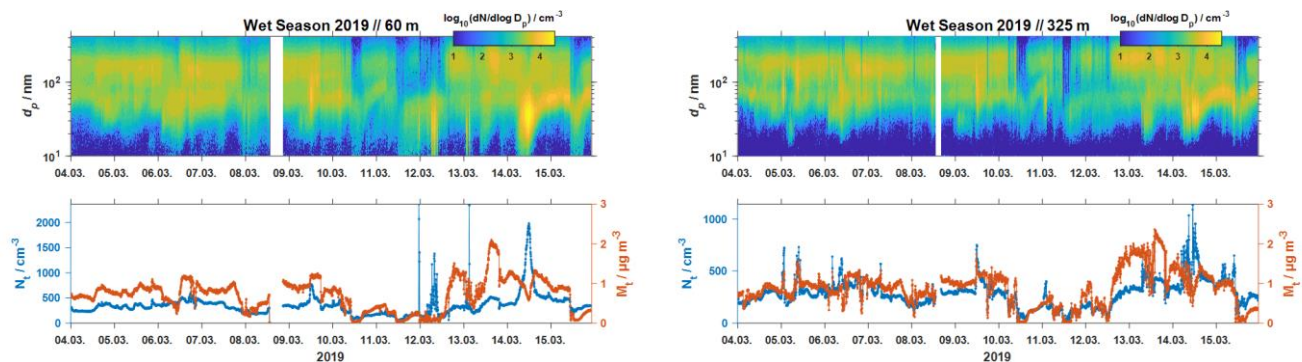 Wet Season 2019 // 60 m
log10(dN/dlog Dp) / cm-3
1 2 3 4
dp / nm
10²
10¹
04.03. 05.03. 06.03. 07.03. 08.03. 09.03. 10.03. 11.03. 12.03. 13.03. 14.03. 15.03.
Nt / cm-3
2000
1500
1000
500
0
3
2
1
0
Mt / µg m-3
04.03. 05.03. 06.03. 07.03. 08.03. 09.03. 10.03. 11.03. 12.03. 13.03. 14.03. 15.03.
2019
Wet Season 2019 // 325 m
log10(dN/dlog Dp) / cm-3
1 2 3 4
dp / nm
10²
10¹
04.03. 05.03. 06.03. 07.03. 08.03. 09.03. 10.03. 11.03. 12.03. 13.03. 14.03. 15.03.
Nt / cm-3
1000
500
0
3
2
1
0
Mt / µg m-3
04.03. 05.03. 06.03. 07.03. 08.03. 09.03. 10.03. 11.03. 12.03. 13.03. 14.03. 15.03.
2019